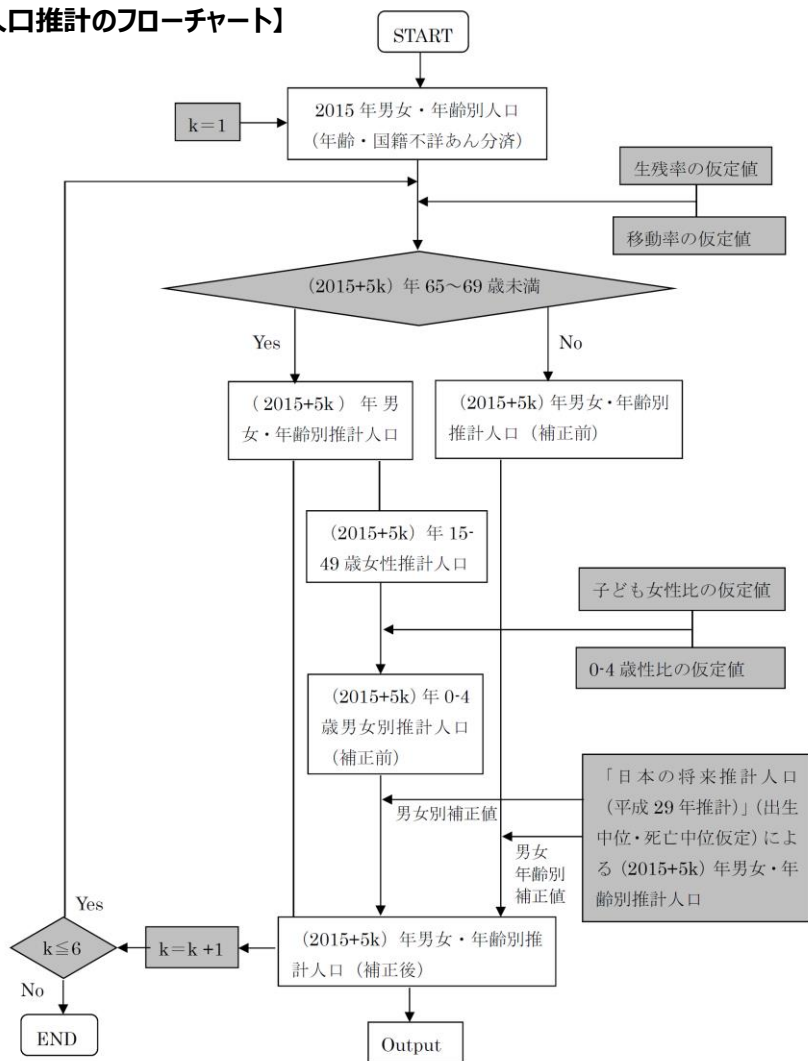 人口推計のフローチャート】
START
k=1
2015 年男女・年齢別人口
（年齢・国籍不詳あん分済）
生残率の仮定値
移動率の仮定値
（2015+5k）年 65～69 歳未満
Yes
No
（2015+5k） 年 男
女・年齢別推計人口
（2015+5k）年男女・年齢別
推計人口（補正前）
（2015+5k）年 15-
49 歳女性推計人口
子ども女性比の仮定値
0-4 歳性比の仮定値
（2015+5k）年 0-4
歳男女別推計人口
（補正前）
「日本の将来推計人口
（平成 29 年推計）」（出生
中位・死亡中位仮定）によ
る（2015+5k）年男女・年
齢別推計人口
男女別補正値
男女
年齢別
補正値
Yes
k≦6
k=k +1
（2015+5k）年男女・年齢別推
計人口（補正後）
No
END
Output